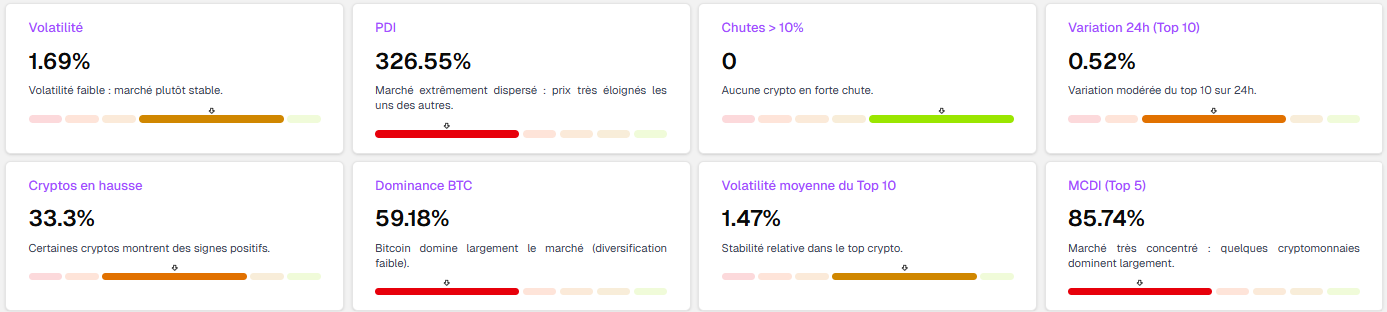 Volatilité
1.69%
Volatilité faible : marché plutôt stable.
PDI
326.55%
Marché extrêmement dispersé : prix très éloignés les
uns des autres.
Chutes > 10%
0
Aucune crypto en forte chute.
Variation 24h (Top 10)
0.52%
Variation modérée du top 10 sur 24h.
Cryptos en hausse
33.3%
Certaines cryptos montrent des signes positifs.
Dominance BTC
59.18%
Bitcoin domine largement le marché (diversification
faible).
Volatilité moyenne du Top 10
1.47%
Stabilité relative dans le top crypto.
MCDI (Top 5)
85.74%
Marché très concentré : quelques cryptomonnaies
dominent largement.